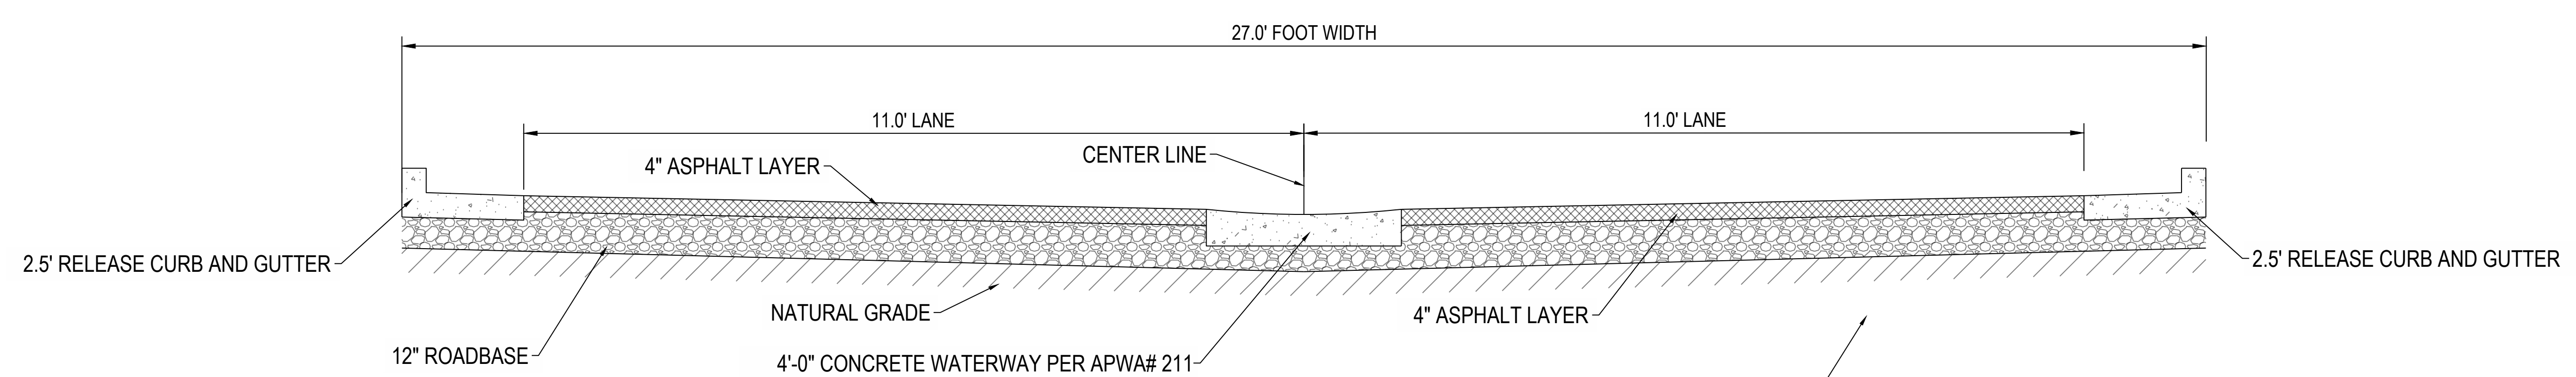 27.0' FOOT WIDTH
11.0' LANE
11.0' LANE
4" ASPHALT LAYER
CENTER LINE
2.5' RELEASE CURB AND GUTTER
2.5' RELEASE CURB AND GUTTER
NATURAL GRADE
4" ASPHALT LAYER
12" ROADBASE
4'-0" CONCRETE WATERWAY PER APWA# 211